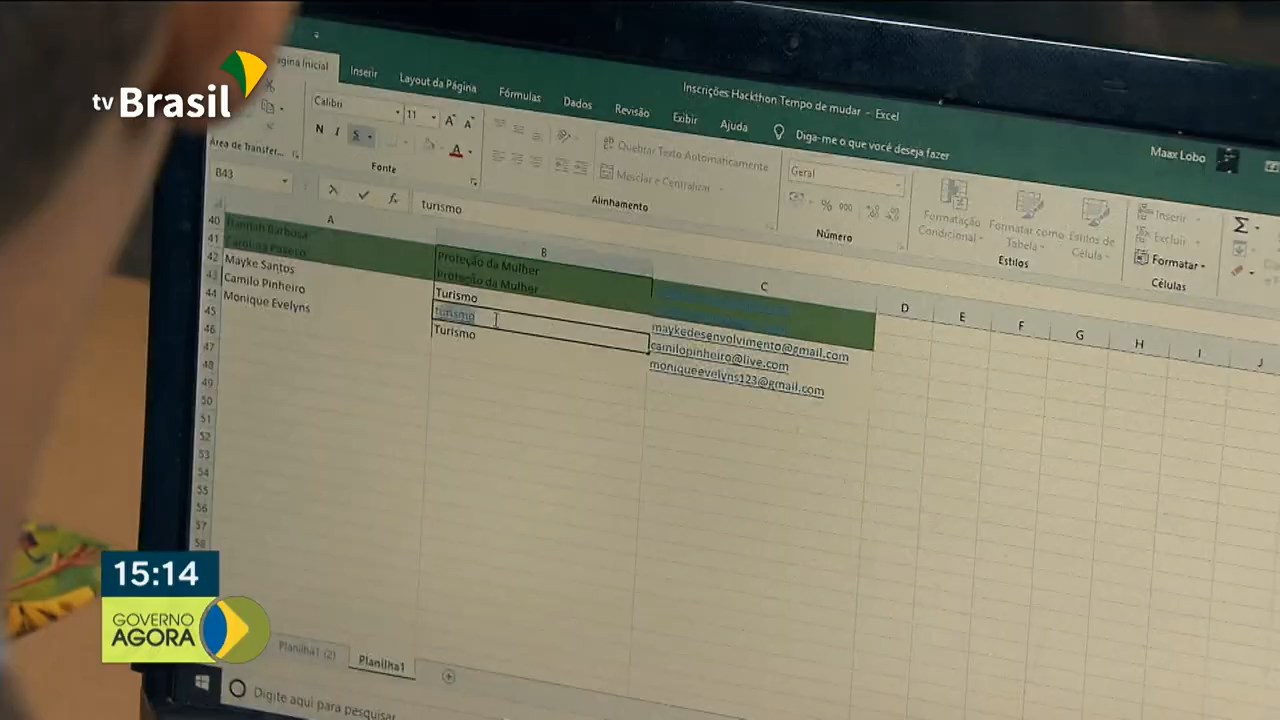 tv Brasil
Inscrições Hackthon Tempo de mudar - Excel
Maax Lobo
Página Inicial
Inserir
Layout da Página
Fórmulas
Dados
Revisão
Exibir
Ajuda
Diga-me o que você deseja fazer
Calibri
11
A A
N I S
A
Quebrar Texto Automaticamente
Mesclar e Centralizar
Geral
% 000
Formatação Condicional
Formatar como Tabela
Estilos de Célula
Inserir
Excluir
Formatar
Σ
Área de Transfer...
Fonte
Alinhamento
Número
Estilos
Células
B43
fx
turismo
A B C D E F G H I J
40 Hannah Barbosa Proteção da Mulher
41 Proteção da Mulher
42 Mayke Santos Turismo maykedesenvolvimento@gmail.com
43 Camilo Pinheiro turismo camilopinheiro@live.com
44 Monique Evelyns Turismo moniqueevelyns123@gmail.com
45
46
47
48
49
50
51
52
53
54
55
56
57
58
15:14
GOVERNO
AGORA
Planilha1 (2)
Planilha1
Digite aqui para pesquisar